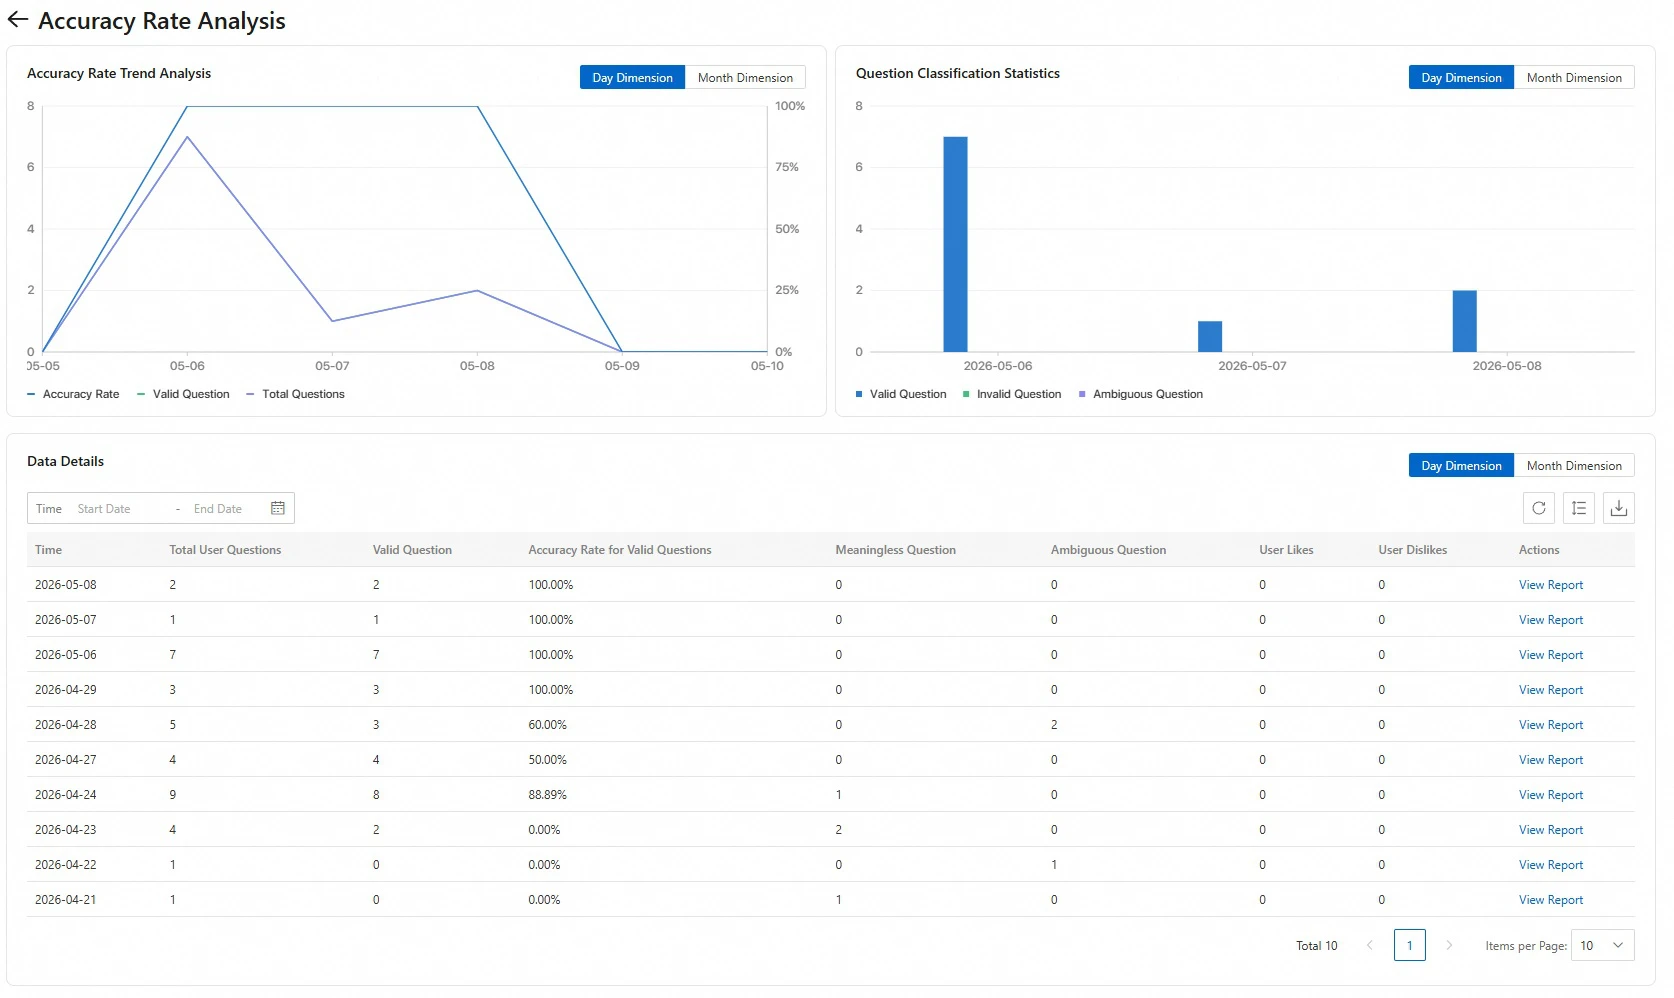 Accuracy Rate Analysis
Accuracy Rate Trend Analysis
Day Dimension Month Dimension
8 100%
6 75%
4 50%
2 25%
0 0%
05-05 05-06 05-07 05-08 05-09 05-10
Accuracy Rate Valid Question Total Questions
Question Classification Statistics
Day Dimension Month Dimension
8
6
4
2
0
2026-05-06 2026-05-07 2026-05-08
Valid Question Invalid Question Ambiguous Question
Data Details
Day Dimension Month Dimension
Time Start Date - End Date
Time Total User Questions Valid Question Accuracy Rate for Valid Questions Meaningless Question Ambiguous Question User Likes User Dislikes Actions
2026-05-08 2 2 100.00% 0 0 0 0 View Report
2026-05-07 1 1 100.00% 0 0 0 0 View Report
2026-05-06 7 7 100.00% 0 0 0 0 View Report
2026-04-29 3 3 100.00% 0 0 0 0 View Report
2026-04-28 5 3 60.00% 0 2 0 0 View Report
2026-04-27 4 4 50.00% 0 0 0 0 View Report
2026-04-24 9 8 88.89% 1 0 0 0 View Report
2026-04-23 4 2 0.00% 2 0 0 0 View Report
2026-04-22 1 0 0.00% 0 1 0 0 View Report
2026-04-21 1 0 0.00% 1 0 0 0 View Report
Total 10 1 Items per Page: 10